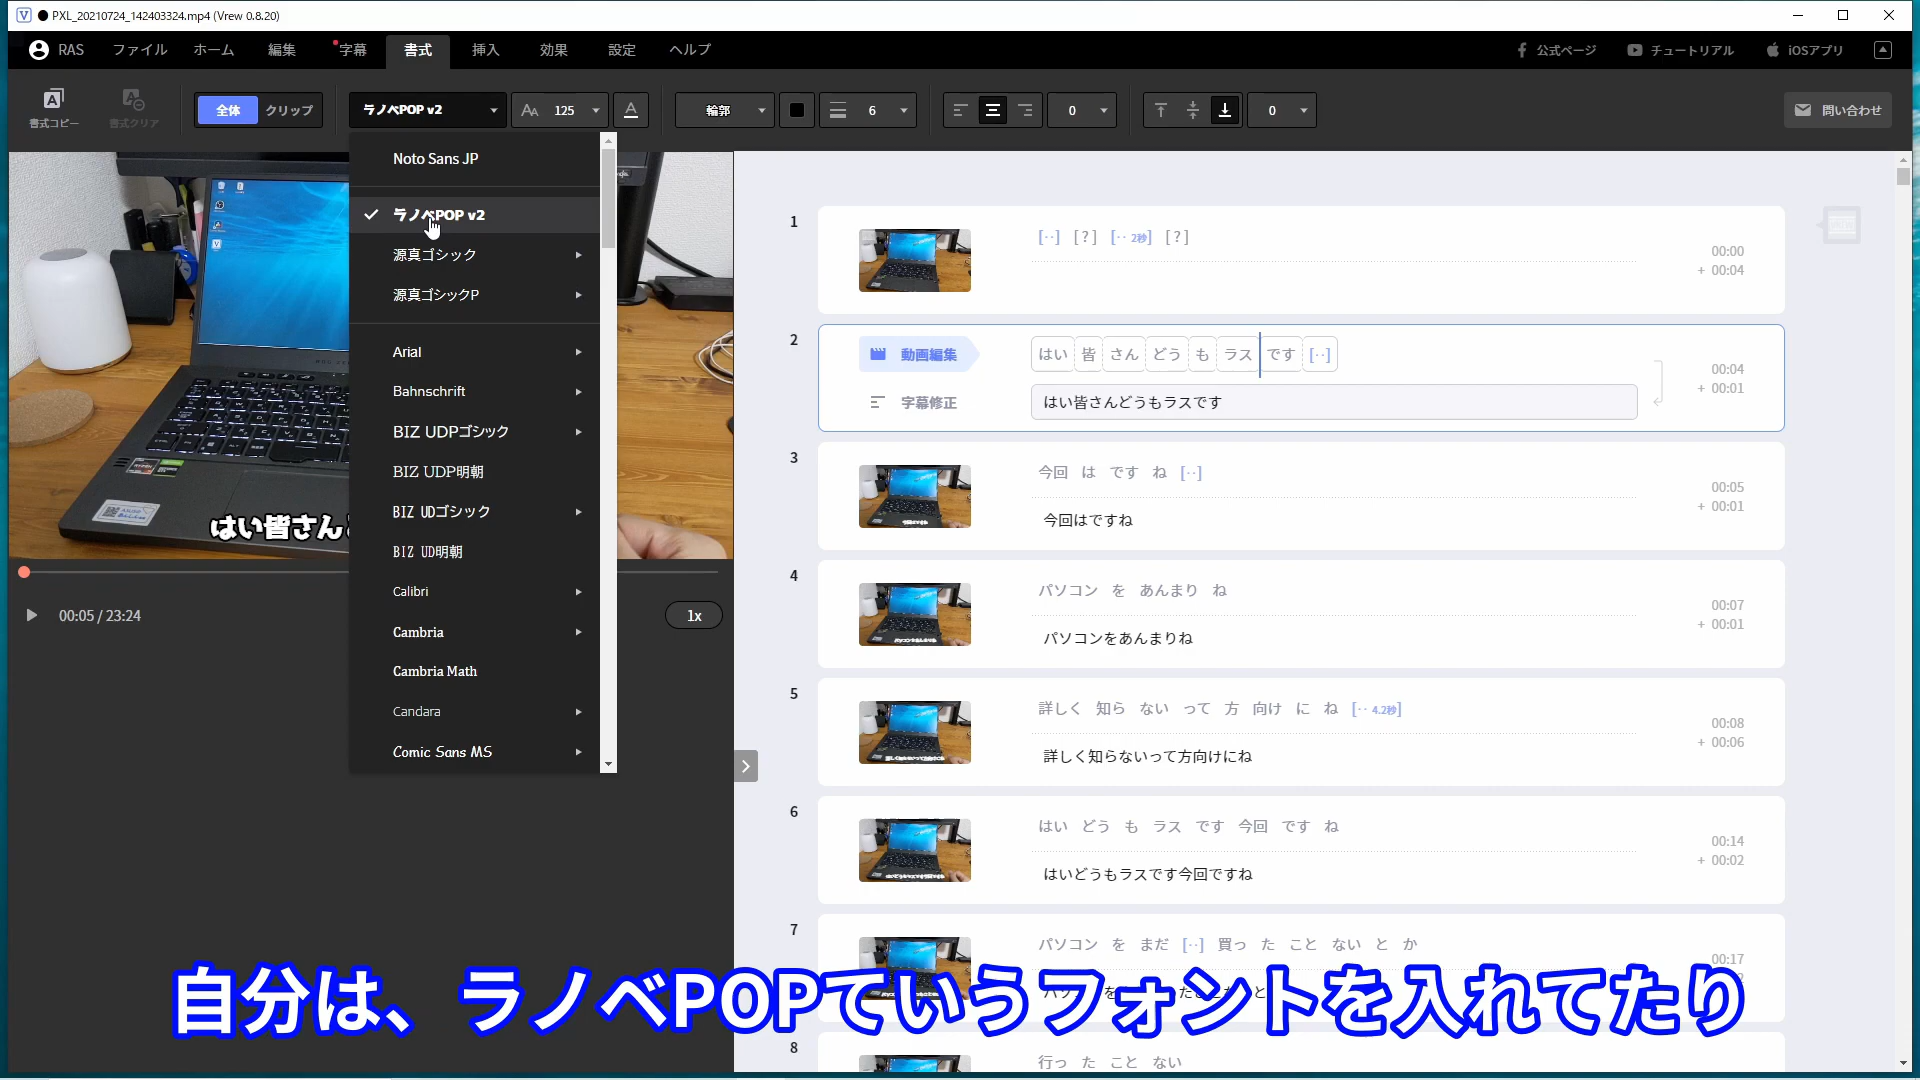 PXL_20210724_142403324.mp4 (Vrew 0.8.20)
RAS ファイル ホーム 編集 字幕 書式 挿入 効果 設定 ヘルプ 公式ページ チュートリアル iOSアプリ
書式コピー 書式クリア 全体 クリップ ラノベPOP v2 125 輪郭 6 0 0 問い合わせ
Noto Sans JP
ラノベPOP v2
源真ゴシック
源真ゴシックP
Arial
Bahnschrift
BIZ UDPゴシック
BIZ UDP明朝
BIZ UDゴシック
BIZ UD明朝
Calibri
Cambria
Cambria Math
Candara
Comic Sans MS
はい皆さん
00:05 / 23:24
1x
1
[··] [?] [·· 2秒] [?]
00:00
+ 00:04
2
動画編集 はい 皆 さん どう も ラス です [··]
字幕修正 はい皆さんどうもラスです
00:04
+ 00:01
3
今回 は です ね [··]
今回はですね
00:05
+ 00:01
4
パソコン を あんまり ね
パソコンをあんまりね
00:07
+ 00:01
5
詳しく 知ら ない って 方 向け に ね [·· 4.2秒]
詳しく知らないって方向けにね
00:08
+ 00:06
6
はい どう も ラス です 今回 です ね
はいどうもラスです今回ですね
00:14
+ 00:02
7
パソコン を まだ [··] 買っ た こと ない と か
00:17
自分は、ラノベPOPていうフォントを入れてたり
8
行っ た こと ない